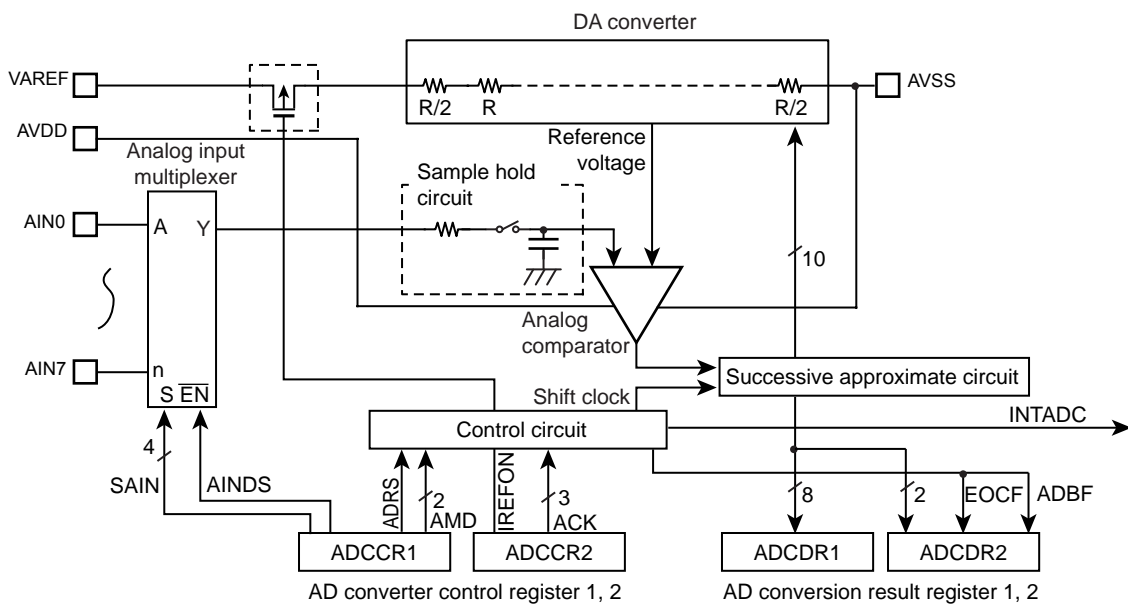 DA converter
VAREF
AVSS
R/2
R
R/2
AVDD
Analog input
multiplexer
Reference
voltage
Sample hold
circuit
AIN0
A
Y
10
Analog
comparator
AIN7
n
S EN
Successive approximate circuit
Shift clock
INTADC
Control circuit
4
SAIN
AINDS
ADRS
2
AMD
IREFON
3
ACK
8
2
EOCF
ADBF
ADCCR1
ADCCR2
ADCDR1
ADCDR2
AD converter control register 1, 2
AD conversion result register 1, 2